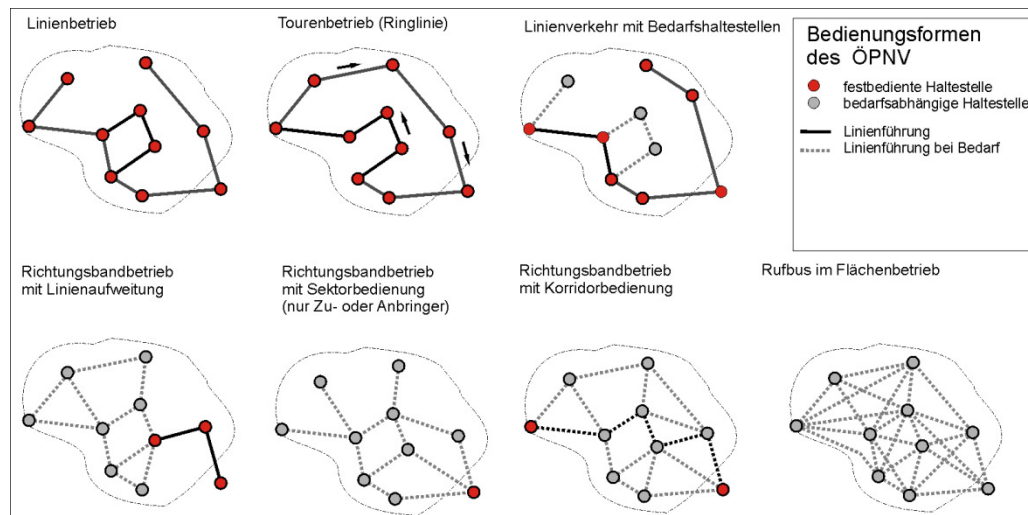 Linienbetrieb
Tourenbetrieb (Ringlinie)
Linienverkehr mit Bedarfshaltestellen
Bedienungsformen
des ÖPNV
festbediente Haltestelle
bedarfsabhängige Haltestelle
Linienführung
Linienführung bei Bedarf
Richtungsbandbetrieb
mit Linienaufweitung
Richtungsbandbetrieb
mit Sektorbedienung
(nur Zu- oder Anbringer)
Richtungsbandbetrieb
mit Korridorbedienung
Rufbus im Flächenbetrieb